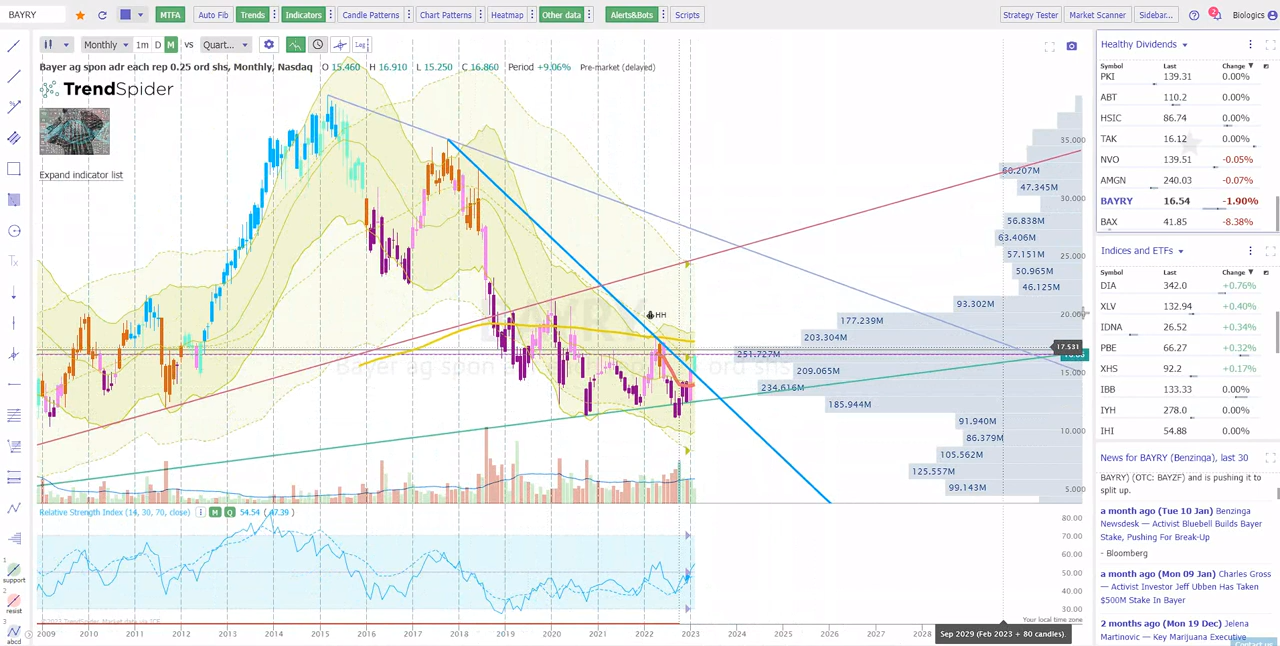 BAYRY
MTFA
Auto Fib
Trends
Indicators
Candle Patterns
Chart Patterns
Heatmap
Other data
Alerts&Bots
Scripts
Strategy Tester
Market Scanner
Sidebar...
2
Biologics
Monthly
1m
D
M
VS
Quart...
Bayer ag spon adr each rep 0.25 ord shs, Monthly, Nasdaq O 15.460 H 16.910 L 15.250 C 16.860 Period +9.06% Pre-market (delayed)
TrendSpider
Expand indicator list
HH
60.207M
47.345M
56.838M
63.406M
57.151M
50.965M
46.125M
93.302M
177.239M
203.304M
251.727M
209.065M
234.616M
185.944M
91.940M
86.379M
105.562M
125.557M
99.143M
35.000
30.000
25.000
20.000
17.531
15.000
10.000
5.000
Relative Strength Index (14, 30, 70, close) M Q 54.54 ( 47.39 )
80.00
70.00
60.00
50.00
40.00
30.00
©2023 TrendSpider. Market data via ICE
Your local time zone
2009 2010 2011 2012 2013 2014 2015 2016 2017 2018 2019 2020 2021 2022 2023 2024 2025 2026 2027 2028
Sep 2029 (Feb 2023 + 80 candles).
Tx
1
support
2
resist
3
abcd
Healthy Dividends
Symbol Last Change
PKI 139.31 0.00%
ABT 110.2 0.00%
HSIC 86.74 0.00%
TAK 16.12 0.00%
NVO 139.51 -0.05%
AMGN 240.03 -0.07%
BAYRY 16.54 -1.90%
BAX 41.85 -8.38%
Indices and ETFs
Symbol Last Change
DIA 342.0 +0.76%
XLV 132.94 +0.40%
IDNA 26.52 +0.34%
PBE 66.27 +0.32%
XHS 92.2 +0.17%
IBB 133.33 0.00%
IYH 278.0 0.00%
IHI 54.88 0.00%
News for BAYRY (Benzinga), last 30
BAYRY) (OTC: BAYZF) and is pushing it to
split up.
a month ago (Tue 10 Jan) Benzinga
Newsdesk — Activist Bluebell Builds Bayer
Stake, Pushing For Break-Up
- Bloomberg
a month ago (Mon 09 Jan) Charles Gross
— Activist Investor Jeff Ubben Has Taken
$500M Stake In Bayer
2 months ago (Mon 19 Dec) Jelena
Martinovic — Key Marijuana Executive
Contact us